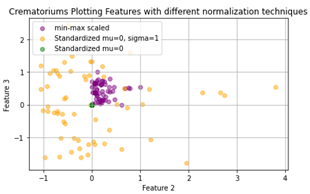 Crematoriums Plotting Features with different normalization techniques
min-max scaled
Standardized mu=0, sigma=1
Standardized mu=0
2
1
0
−1
Feature 3
−1
0
1
2
3
4
Feature 2